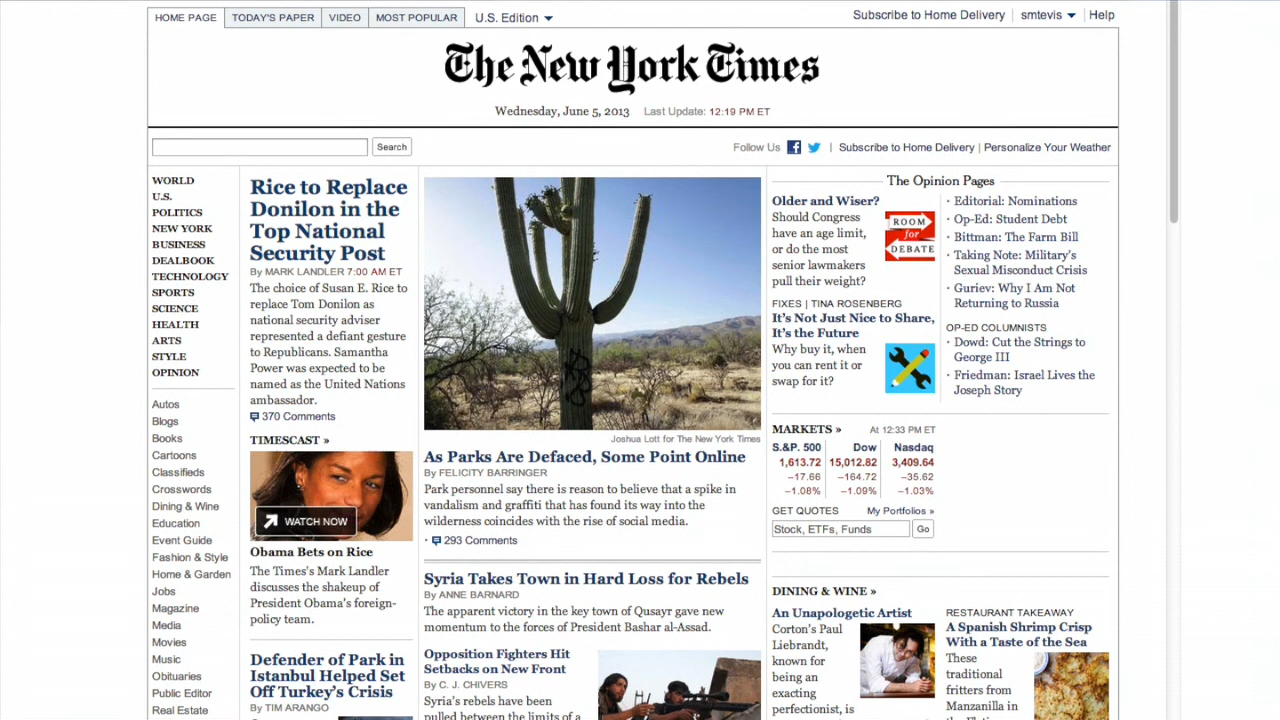 HOME PAGE
TODAY'S PAPER
VIDEO
MOST POPULAR
U.S. Edition
Subscribe to Home Delivery
smtevis
Help
The New York Times
Wednesday, June 5, 2013 Last Update: 12:19 PM ET
Search
Follow Us
| Subscribe to Home Delivery | Personalize Your Weather
WORLD
U.S.
POLITICS
NEW YORK
BUSINESS
DEALBOOK
TECHNOLOGY
SPORTS
SCIENCE
HEALTH
ARTS
STYLE
OPINION
Autos
Blogs
Books
Cartoons
Classifieds
Crosswords
Dining & Wine
Education
Event Guide
Fashion & Style
Home & Garden
Jobs
Magazine
Media
Movies
Music
Obituaries
Public Editor
Real Estate
Rice to Replace
Donilon in the
Top National
Security Post
By MARK LANDLER 7:00 AM ET
The choice of Susan E. Rice to
replace Tom Donilon as
national security adviser
represented a defiant gesture
to Republicans. Samantha
Power was expected to be
named as the United Nations
ambassador.
370 Comments
TIMESCAST »
WATCH NOW
Obama Bets on Rice
The Times's Mark Landler
discusses the shakeup of
President Obama's foreign-
policy team.
Defender of Park in
Istanbul Helped Set
Off Turkey's Crisis
By TIM ARANGO
Joshua Lott for The New York Times
As Parks Are Defaced, Some Point Online
By FELICITY BARRINGER
Park personnel say there is reason to believe that a spike in
vandalism and graffiti that has found its way into the
wilderness coincides with the rise of social media.
· 293 Comments
Syria Takes Town in Hard Loss for Rebels
By ANNE BARNARD
The apparent victory in the key town of Qusayr gave new
momentum to the forces of President Bashar al-Assad.
Opposition Fighters Hit
Setbacks on New Front
By C. J. CHIVERS
Syria's rebels have been
pulled between the limits of a
The Opinion Pages
Older and Wiser?
Should Congress
have an age limit,
or do the most
senior lawmakers
pull their weight?
ROOM
for
DEBATE
FIXES | TINA ROSENBERG
It's Not Just Nice to Share,
It's the Future
Why buy it, when
you can rent it or
swap for it?
· Editorial: Nominations
· Op-Ed: Student Debt
· Bittman: The Farm Bill
· Taking Note: Military's
Sexual Misconduct Crisis
· Guriev: Why I Am Not
Returning to Russia
OP-ED COLUMNISTS
· Dowd: Cut the Strings to
George III
· Friedman: Israel Lives the
Joseph Story
MARKETS » At 12:33 PM ET
S.&P. 500 Dow Nasdaq
1,613.72 15,012.82 3,409.64
–17.66 –164.72 –35.62
–1.08% –1.09% –1.03%
GET QUOTES My Portfolios »
Stock, ETFs, Funds Go
DINING & WINE »
An Unapologetic Artist
Corton's Paul
Liebrandt,
known for
being an
exacting
perfectionist, is
RESTAURANT TAKEAWAY
A Spanish Shrimp Crisp
With a Taste of the Sea
These
traditional
fritters from
Manzanilla in